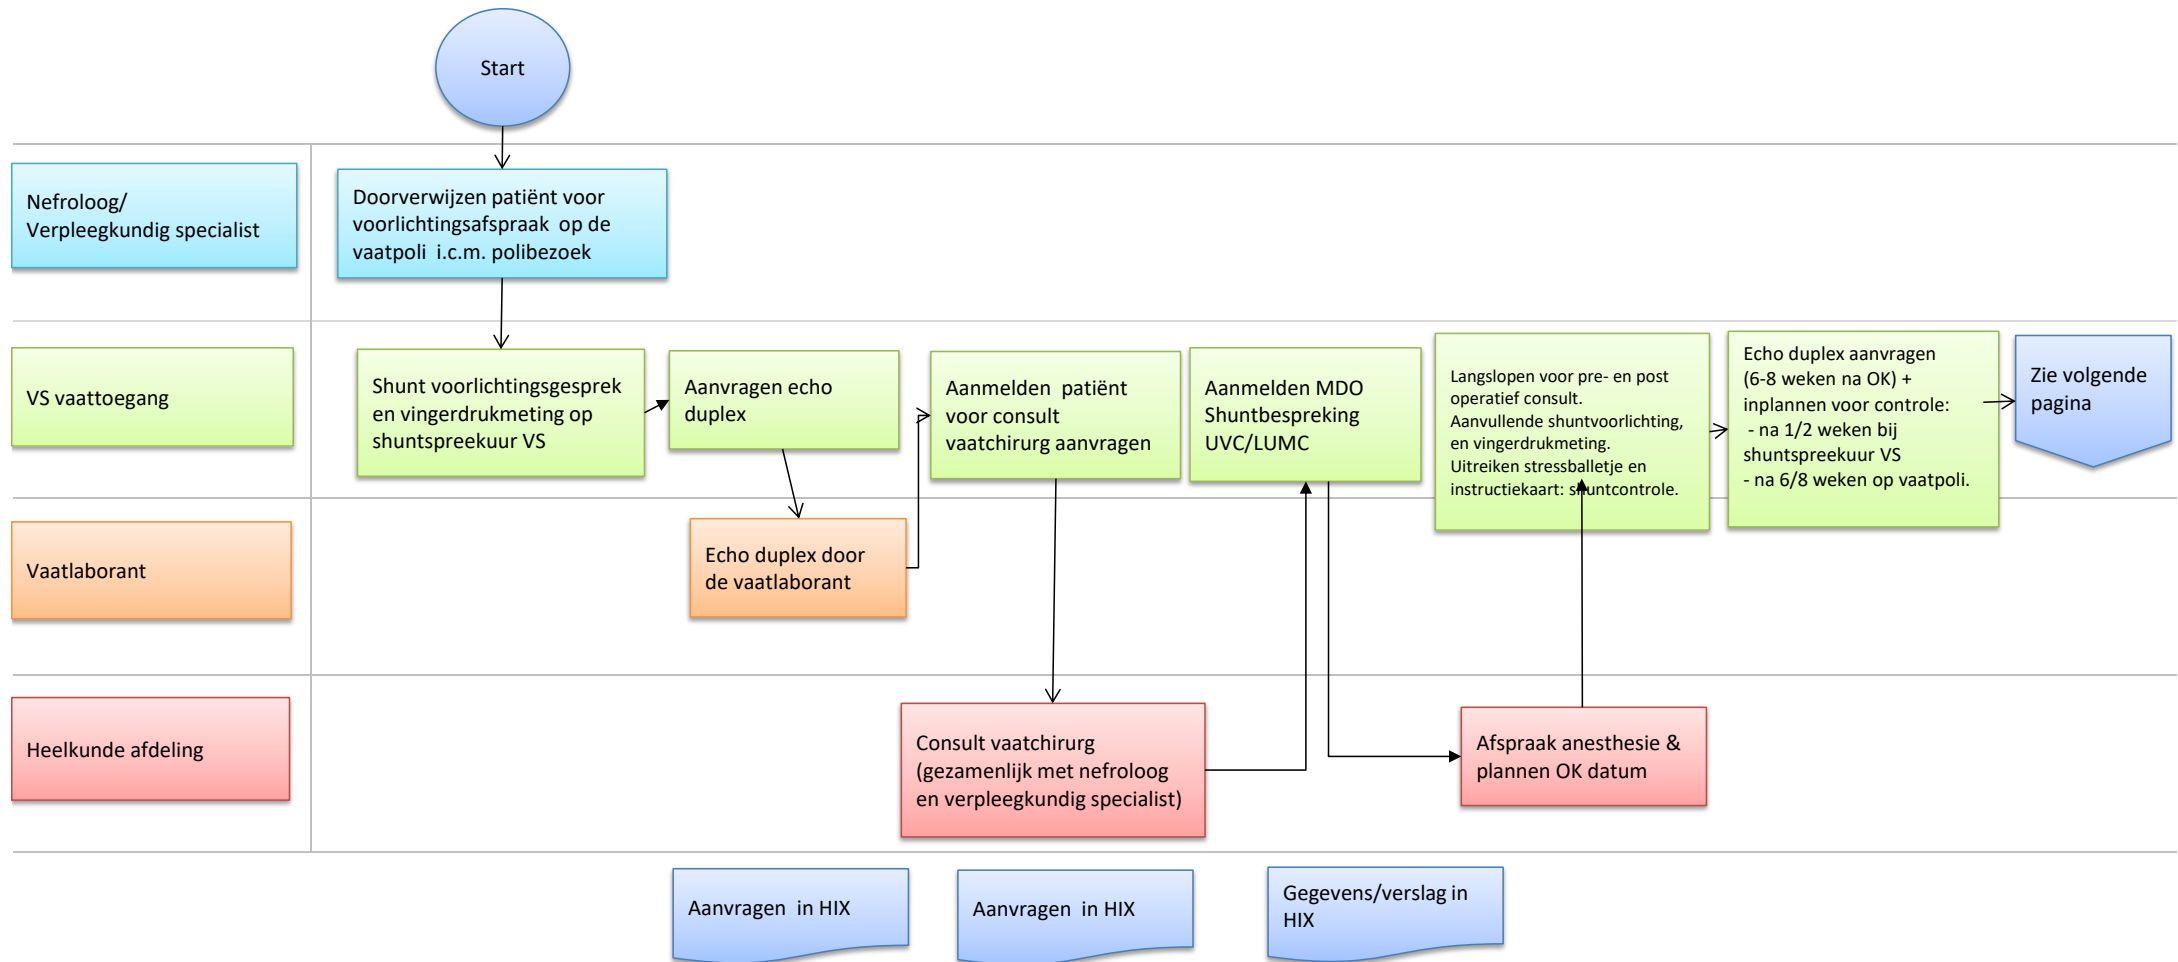 Start
Nefroloog/
Verpleegkundig specialist
Doorverwijzen patiënt voor
voorlichtingsafspraak op de
vaatpoli i.c.m. polibezoek
VS vaattoegang
Shunt voorlichtingsgesprek
en vingerdrukmeting op
shuntspreekuur VS
Aanvragen echo
duplex
Aanmelden patiënt
voor consult
vaatchirurg aanvragen
Aanmelden MDO
Shuntbespreking
UVC/LUMC
Langslopen voor pre- en post
operatief consult.
Aanvullende shuntvoorlichting,
en vingerdrukmeting.
Uitreiken stressballetje en
instructiekaart: shuntcontrole.
Echo duplex aanvragen
(6-8 weken na OK) +
inplannen voor controle:
- na 1/2 weken bij
shuntspreekuur VS
- na 6/8 weken op vaatpoli.
Zie volgende
pagina
Vaatlaborant
Echo duplex door
de vaatlaborant
Heelkunde afdeling
Consult vaatchirurg
(gezamenlijk met nefroloog
en verpleegkundig specialist)
Afspraak anesthesie &
plannen OK datum
Aanvragen in HIX
Aanvragen in HIX
Gegevens/verslag in
HIX